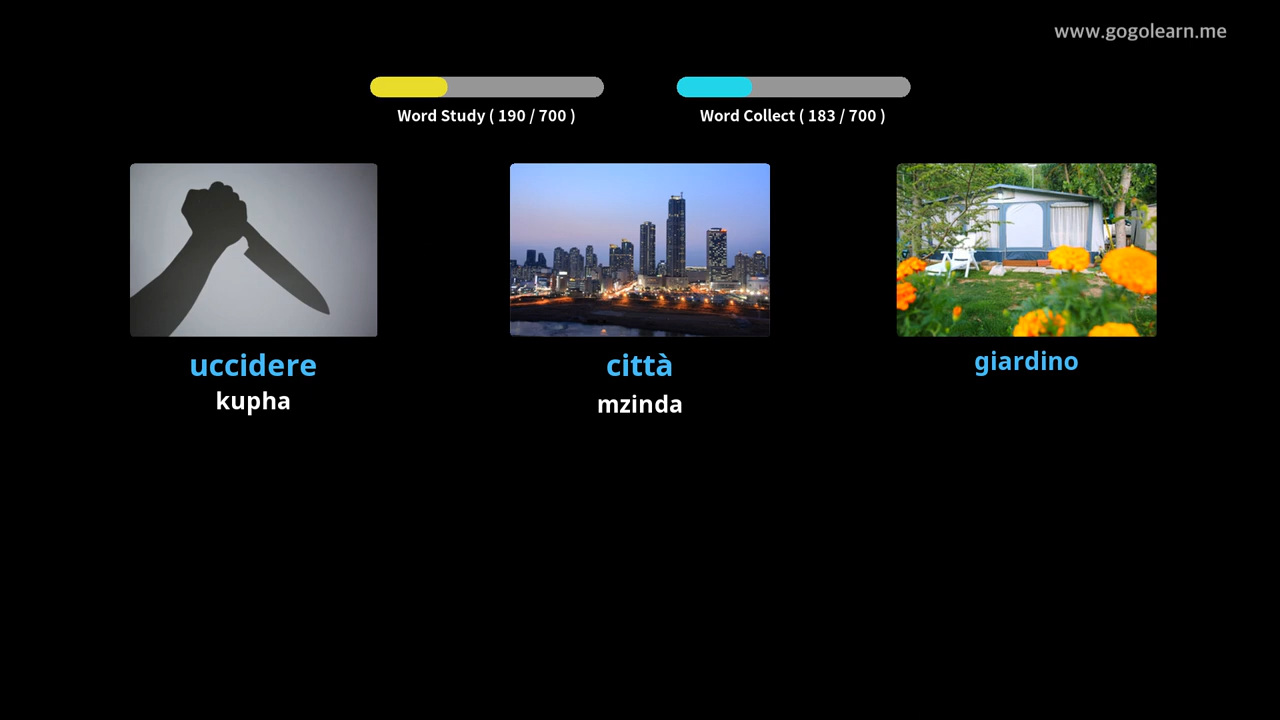 www.gogolearn.me
Word Study ( 190 / 700 )
Word Collect ( 183 / 700 )
uccidere
kupha
città
mzinda
giardino